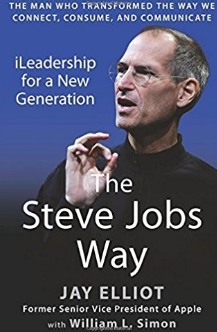 THE MAN WHO TRANSFORMED THE WAY WE
CONNECT, CONSUME, AND COMMUNICATE
iLeadership
for a New
Generation
The
Steve Jobs
Way
JAY ELLIOT
Former Senior Vice President of Apple
with William L. Simon